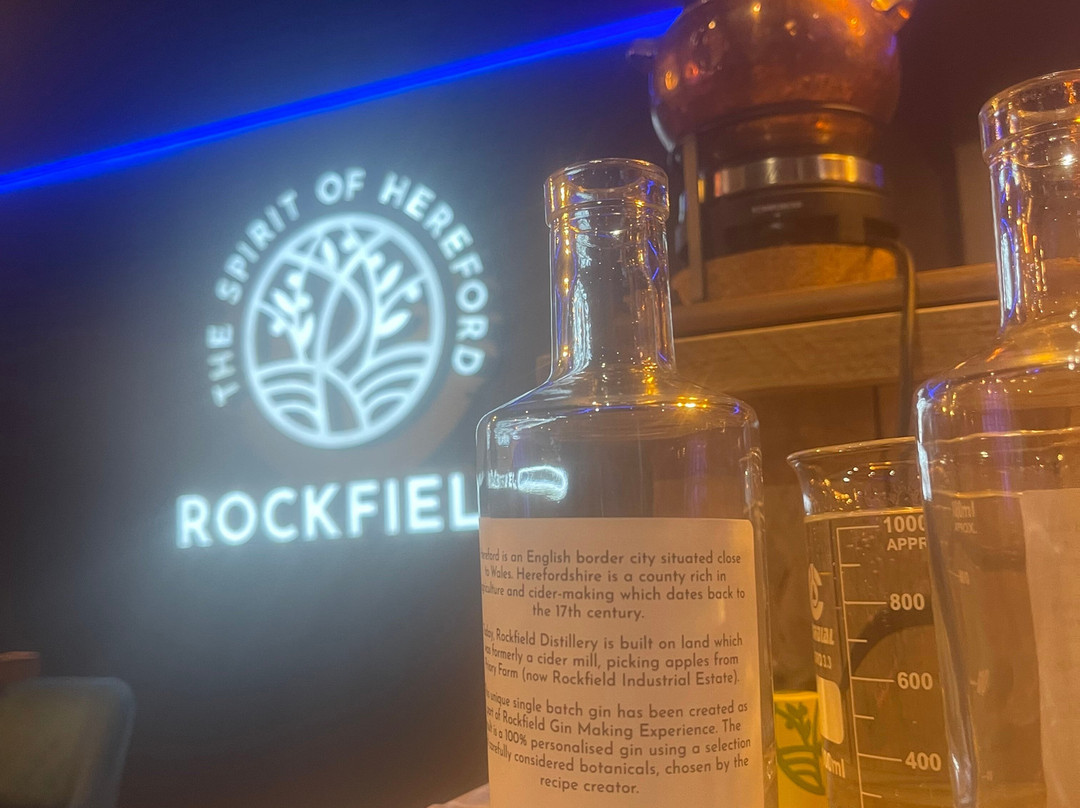 THE SPIRIT OF HEREFORD
ROCKFIEL
is an English border city situated close
Wales. Herefordshire is a county rich in
and cider-making which dates back to
the 17th century.
Rockfield Distillery is built on land which
formerly a cider mill, picking apples from
Farm (now Rockfield Industrial Estate).
unique single batch gin has been created as
of Rockfield Gin Making Experience. The
is a 100% personalised gin using a selection
carefully considered botanicals, chosen by the
recipe creator.
1000
APPR
800
600
400